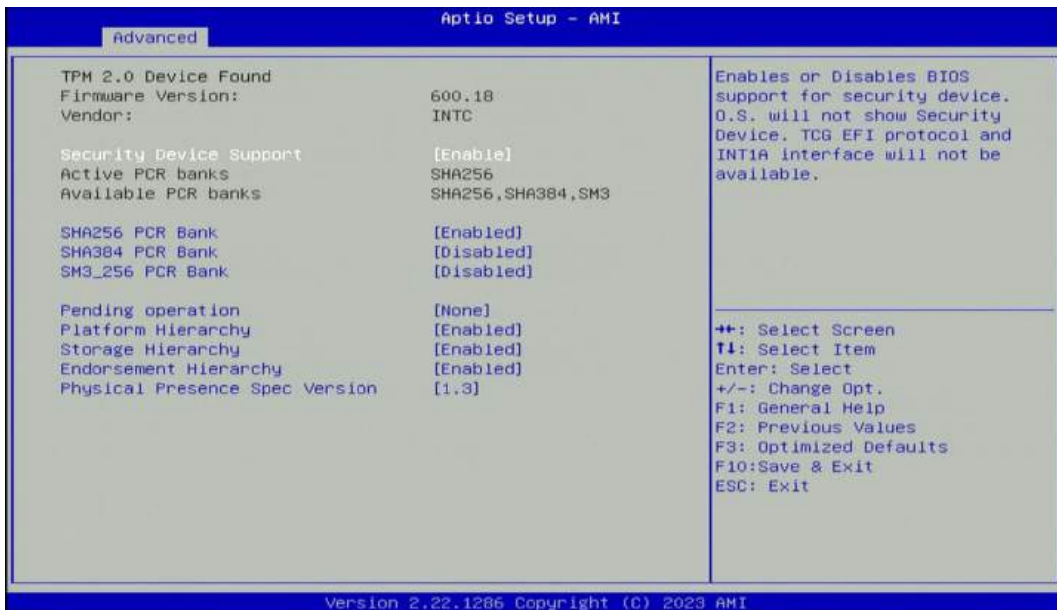 Aptio Setup - AMI
Advanced
TPM 2.0 Device Found
Firmware Version: 600.18
Vendor: INTC
Security Device Support [Enable]
Active PCR banks SHA256
Available PCR banks SHA256,SHA384,SM3
SHA256 PCR Bank [Enabled]
SHA384 PCR Bank [Disabled]
SM3_256 PCR Bank [Disabled]
Pending operation [None]
Platform Hierarchy [Enabled]
Storage Hierarchy [Enabled]
Endorsement Hierarchy [Enabled]
Physical Presence Spec Version [1.3]
Enables or Disables BIOS
support for security device.
O.S. will not show Security
Device. TCG EFI protocol and
INT1A interface will not be
available.
→←: Select Screen
↑↓: Select Item
Enter: Select
+/-: Change Opt.
F1: General Help
F2: Previous Values
F3: Optimized Defaults
F10:Save & Exit
ESC: Exit
Version 2.22.1286 Copyright (C) 2023 AMI